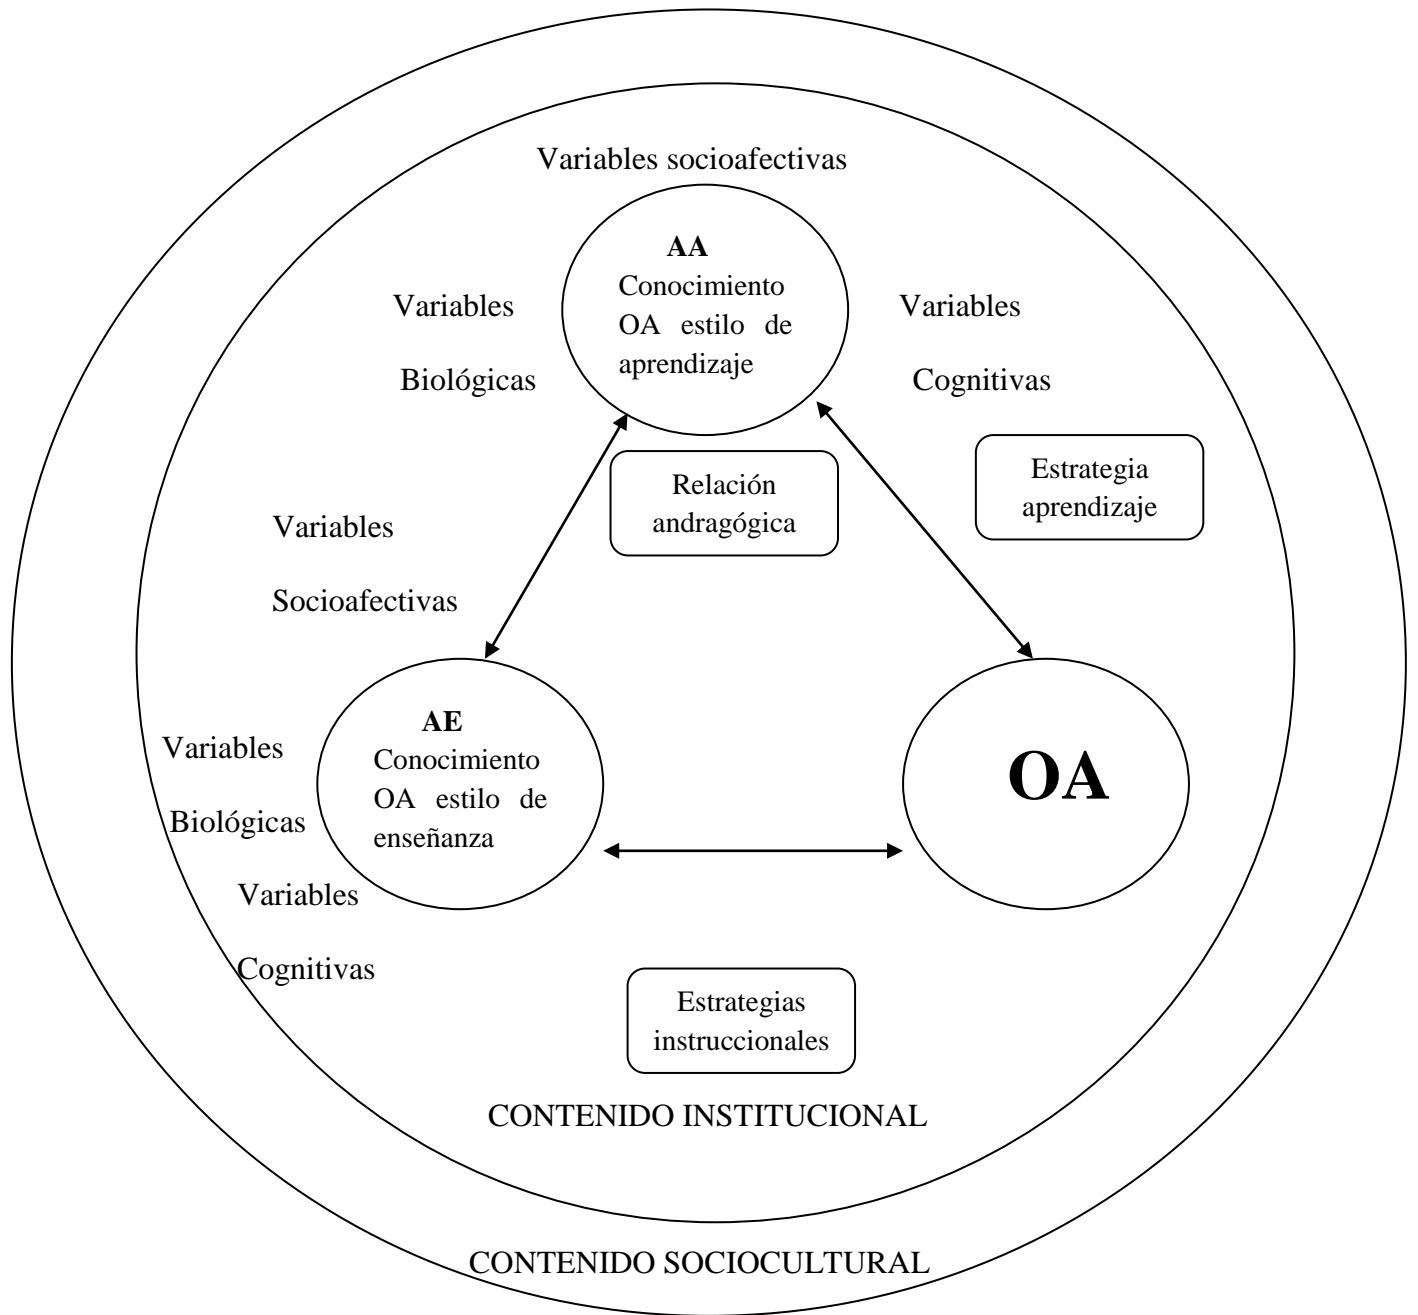 Variables socioafectivas
AA
Conocimiento
OA estilo de
aprendizaje
Variables
Biológicas
Variables
Cognitivas
Relación
andragógica
Estrategia
aprendizaje
Variables
Socioafectivas
AE
Conocimiento
OA estilo de
enseñanza
Variables
Biológicas
Variables
Cognitivas
OA
Estrategias
instruccionales
CONTENIDO INSTITUCIONAL
CONTENIDO SOCIOCULTURAL